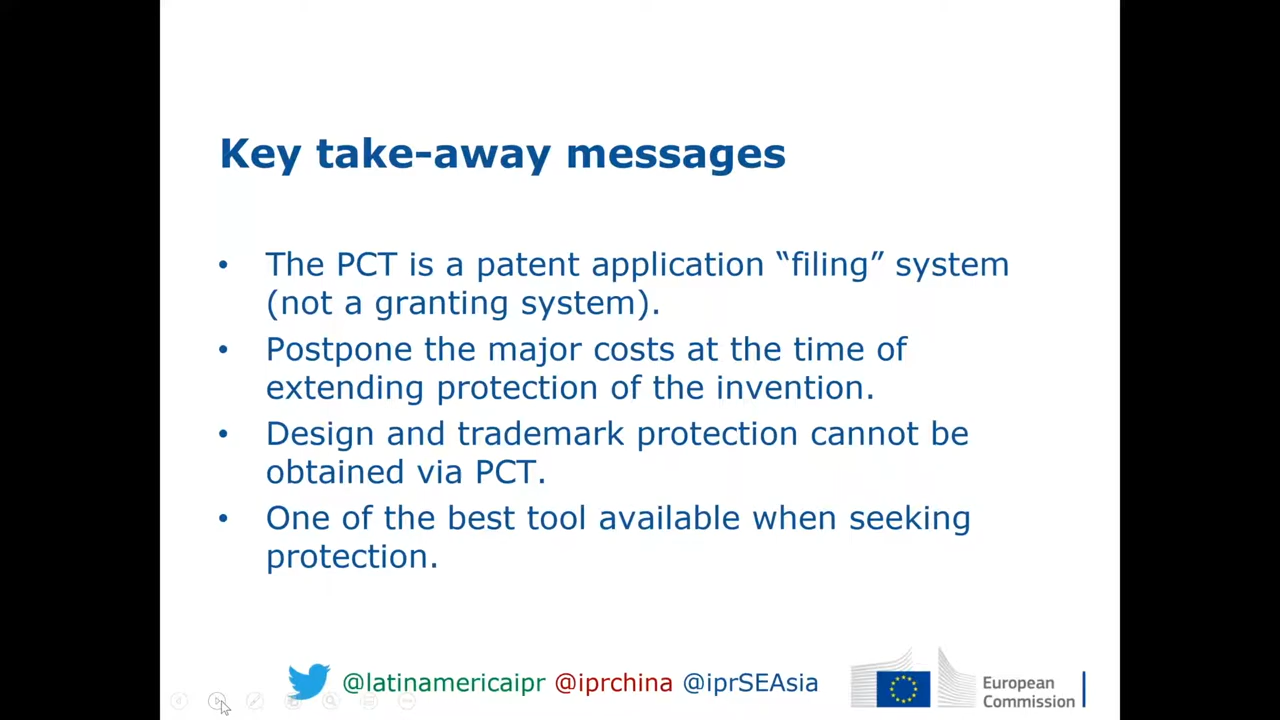 Key take-away messages
• The PCT is a patent application “filing” system
(not a granting system).
• Postpone the major costs at the time of
extending protection of the invention.
• Design and trademark protection cannot be
obtained via PCT.
• One of the best tool available when seeking
protection.
@latinamericaipr @iprchina @iprSEAsia
European
Commission